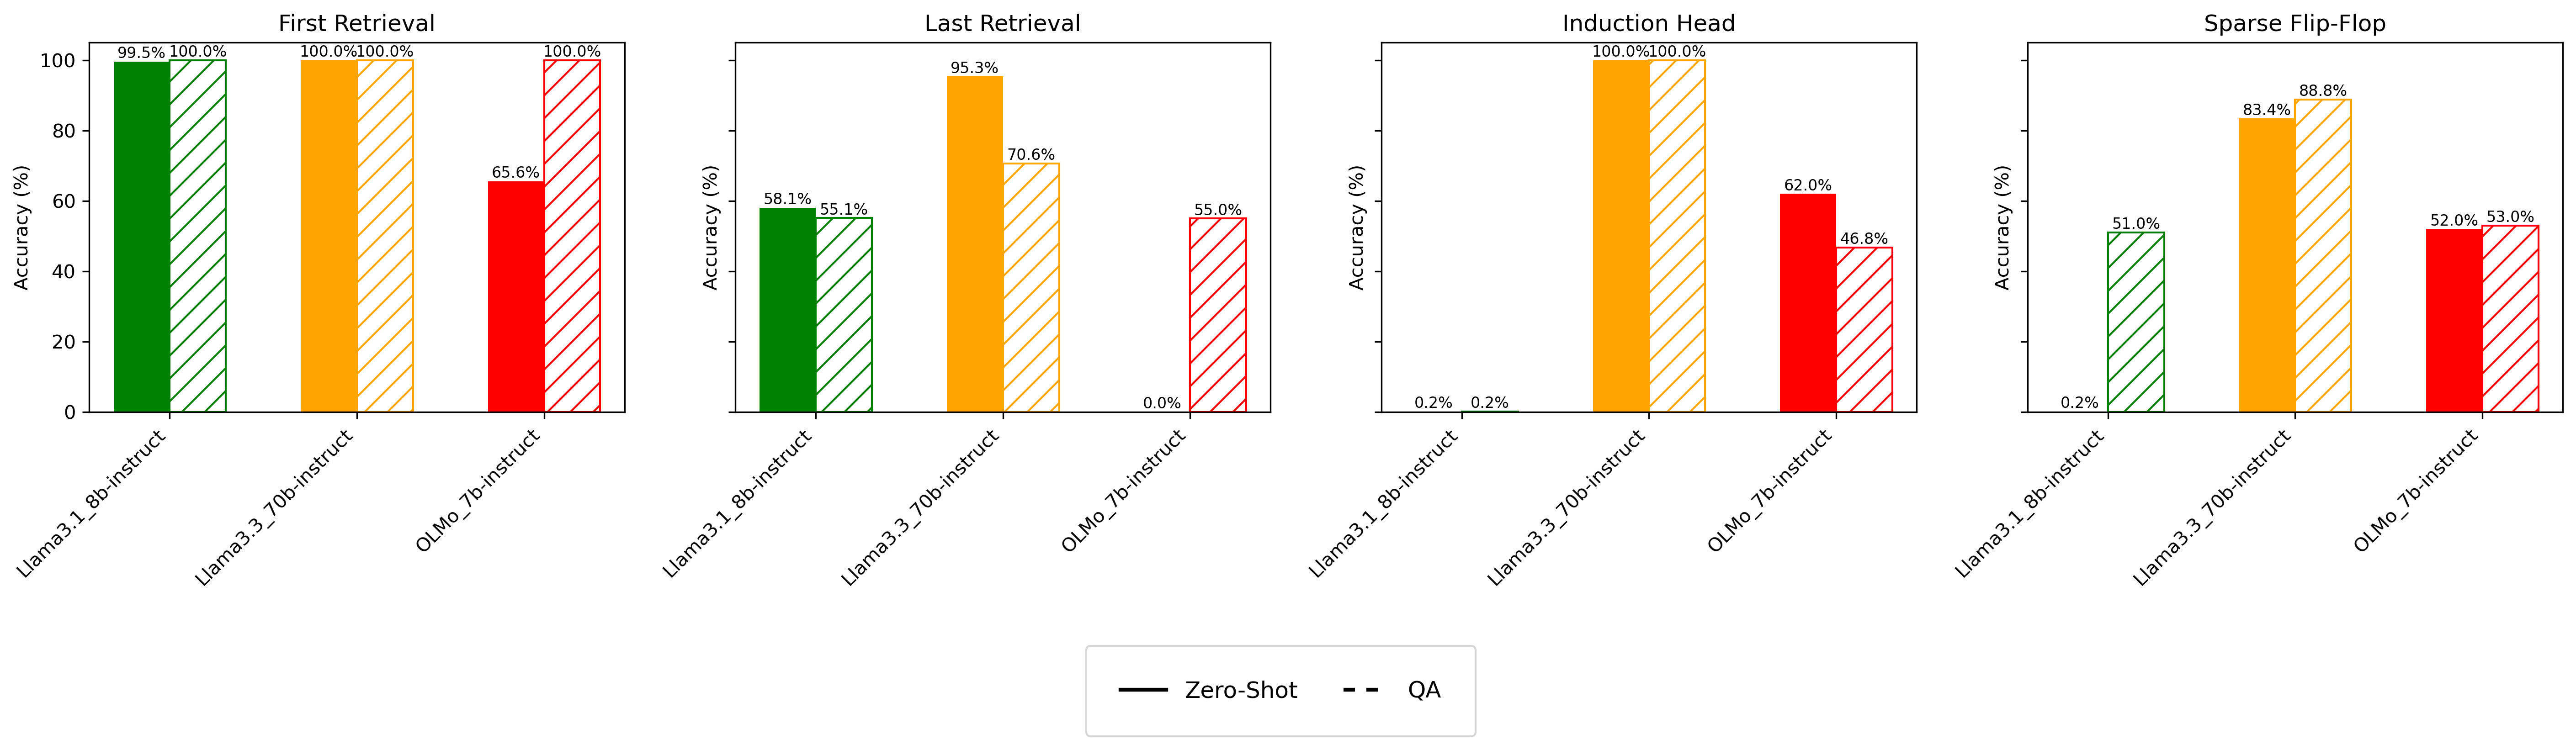 First Retrieval
Accuracy (%)
100
80
60
40
20
0
99.5%
100.0%
100.0%
100.0%
65.6%
100.0%
Llama3.1_8b-instruct
Llama3.3_70b-instruct
OLMo_7b-instruct
Last Retrieval
Accuracy (%)
58.1%
55.1%
95.3%
70.6%
0.0%
55.0%
Llama3.1_8b-instruct
Llama3.3_70b-instruct
OLMo_7b-instruct
Induction Head
Accuracy (%)
0.2%
0.2%
100.0%
100.0%
62.0%
46.8%
Llama3.1_8b-instruct
Llama3.3_70b-instruct
OLMo_7b-instruct
Sparse Flip-Flop
Accuracy (%)
0.2%
51.0%
83.4%
88.8%
52.0%
53.0%
Llama3.1_8b-instruct
Llama3.3_70b-instruct
OLMo_7b-instruct
Zero-Shot
QA